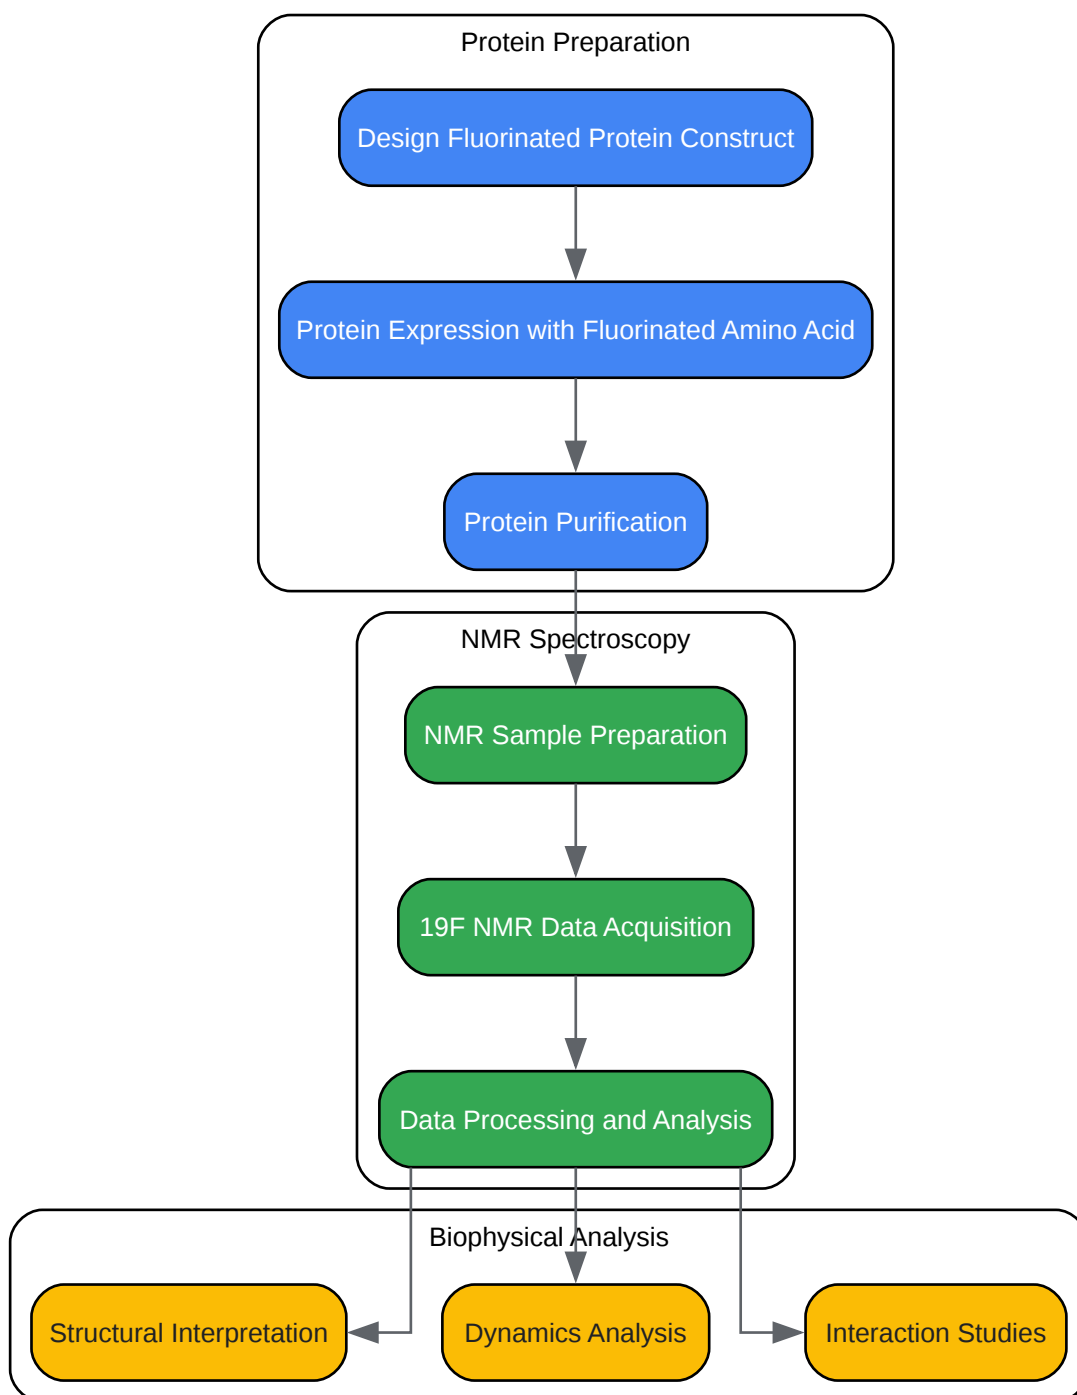 Protein Preparation
Design Fluorinated Protein Construct
Protein Expression with Fluorinated Amino Acid
Protein Purification
NMR Spectroscopy
NMR Sample Preparation
19F NMR Data Acquisition
Data Processing and Analysis
Biophysical Analysis
Structural Interpretation
Dynamics Analysis
Interaction Studies